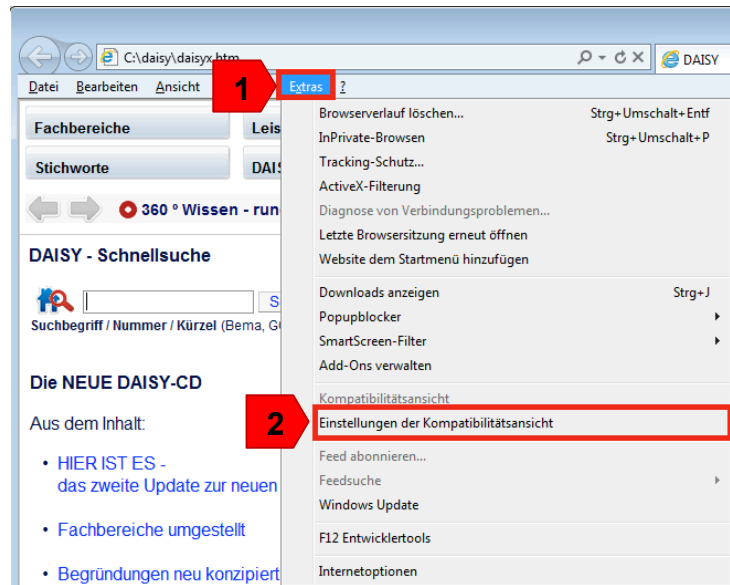 C:\daisy\daisyx.htm
DAISY
Datei Bearbeiten Ansicht
1
Extras ?
Fachbereiche
Leis
Stichworte
DAIS
360 ° Wissen - run
DAISY - Schnellsuche
S
Suchbegriff / Nummer / Kürzel (Bema, G
Die NEUE DAISY-CD
Aus dem Inhalt:
• HIER IST ES -
das zweite Update zur neuen
• Fachbereiche umgestellt
• Begründungen neu konzipiert
Browserverlauf löschen... Strg+Umschalt+Entf
InPrivate-Browsen Strg+Umschalt+P
Tracking-Schutz...
ActiveX-Filterung
Diagnose von Verbindungsproblemen...
Letzte Browsersitzung erneut öffnen
Website dem Startmenü hinzufügen
Downloads anzeigen Strg+J
Popupblocker
SmartScreen-Filter
Add-Ons verwalten
Kompatibilitätsansicht
2
Einstellungen der Kompatibilitätsansicht
Feed abonnieren...
Feedsuche
Windows Update
F12 Entwicklertools
Internetoptionen